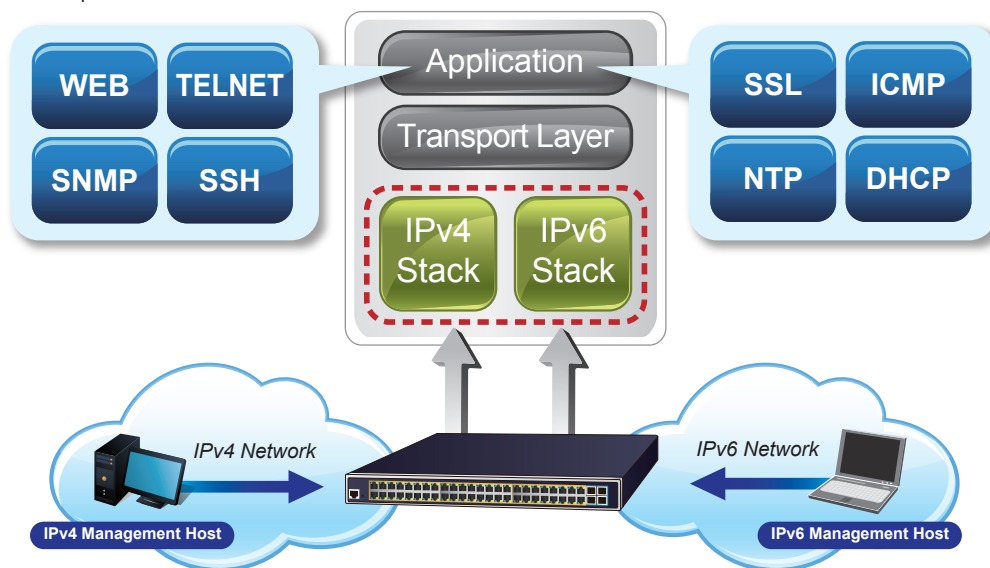 Application
WEB
TELNET
SNMP
SSH
SSL
ICMP
NTP
DHCP
Transport Layer
IPv4
Stack
IPv6
Stack
IPv4 Network
IPv6 Network
IPv4 Management Host
IPv6 Management Host